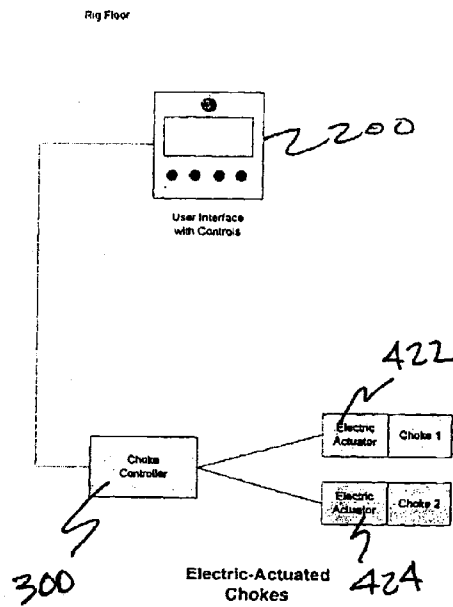 Rig Floor
200
User Interface
with Controls
422
Electric
Actuator
Choke 1
Choke
Controller
Electric
Actuator
Choke 2
300
Electric-Actuated
Chokes
424